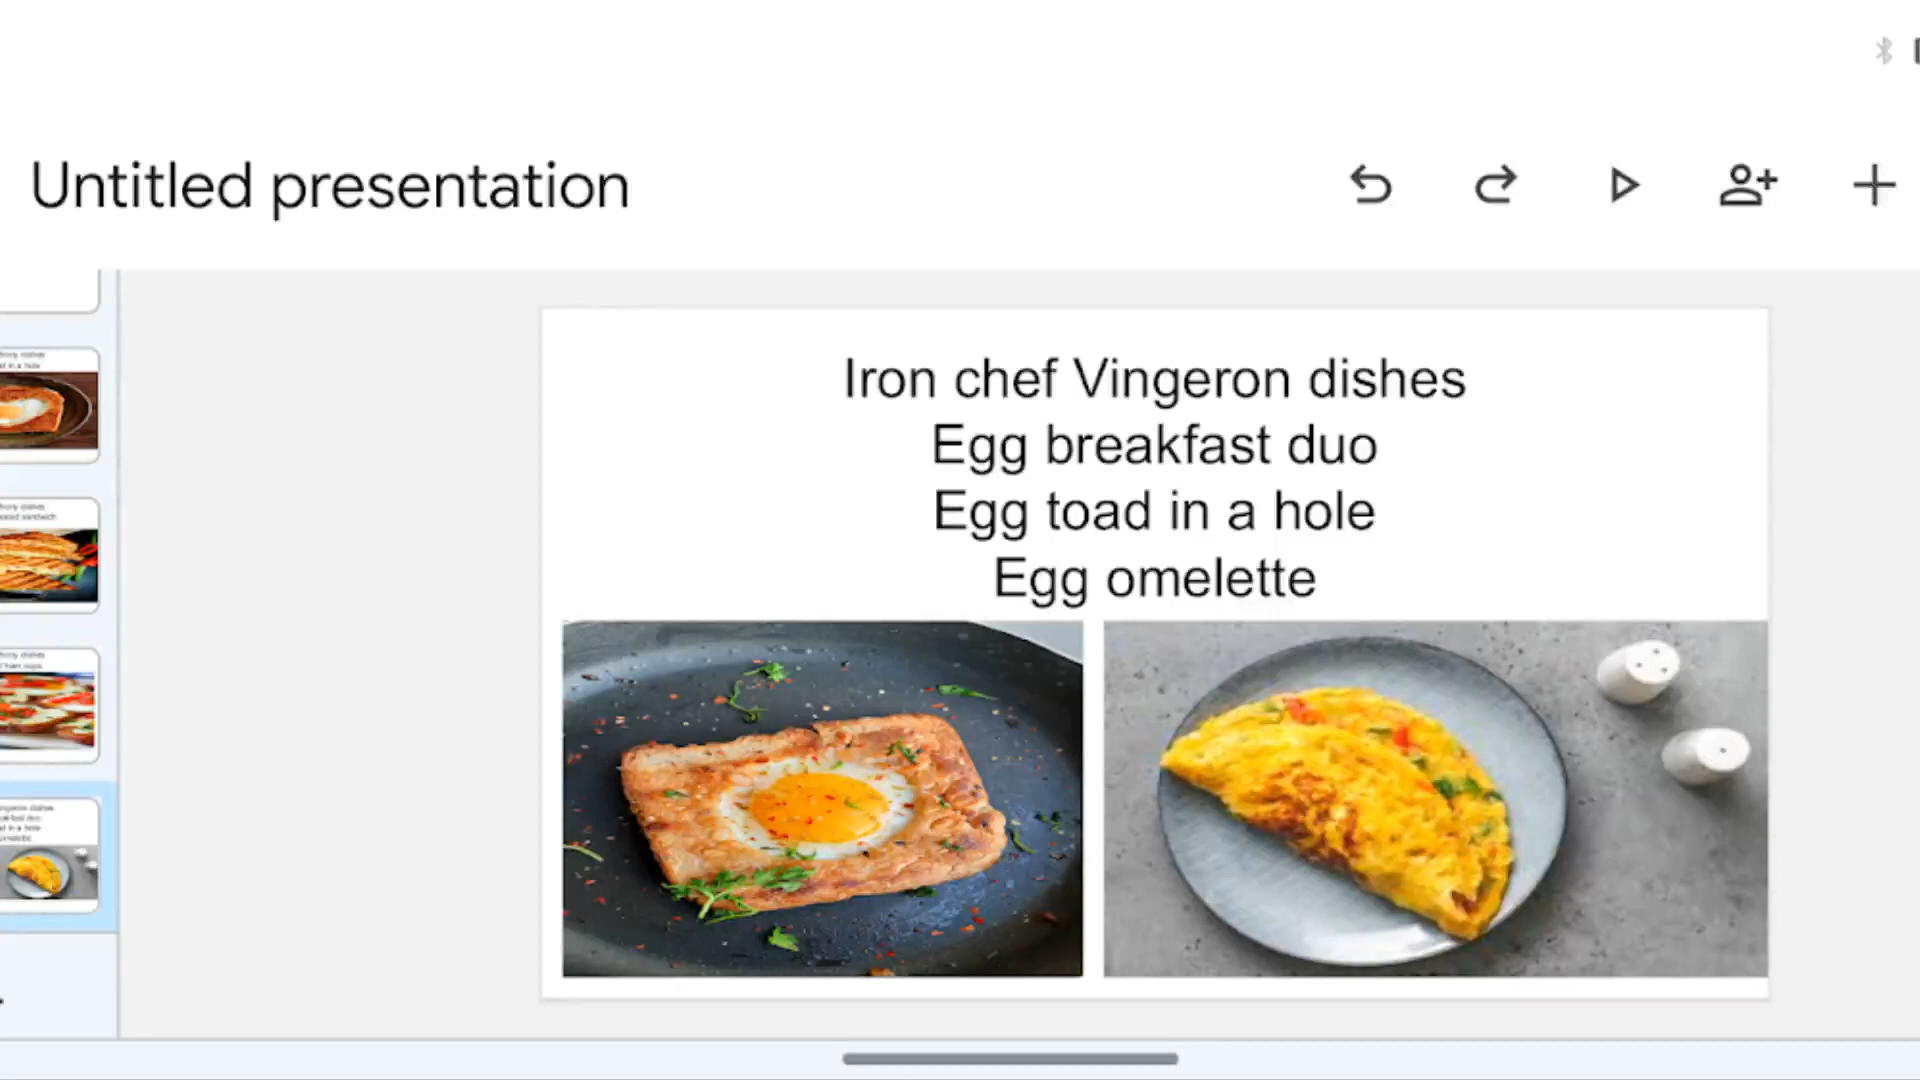 Untitled presentation
Iron chef Vingeron dishes
Egg breakfast duo
Egg toad in a hole
Egg omelette